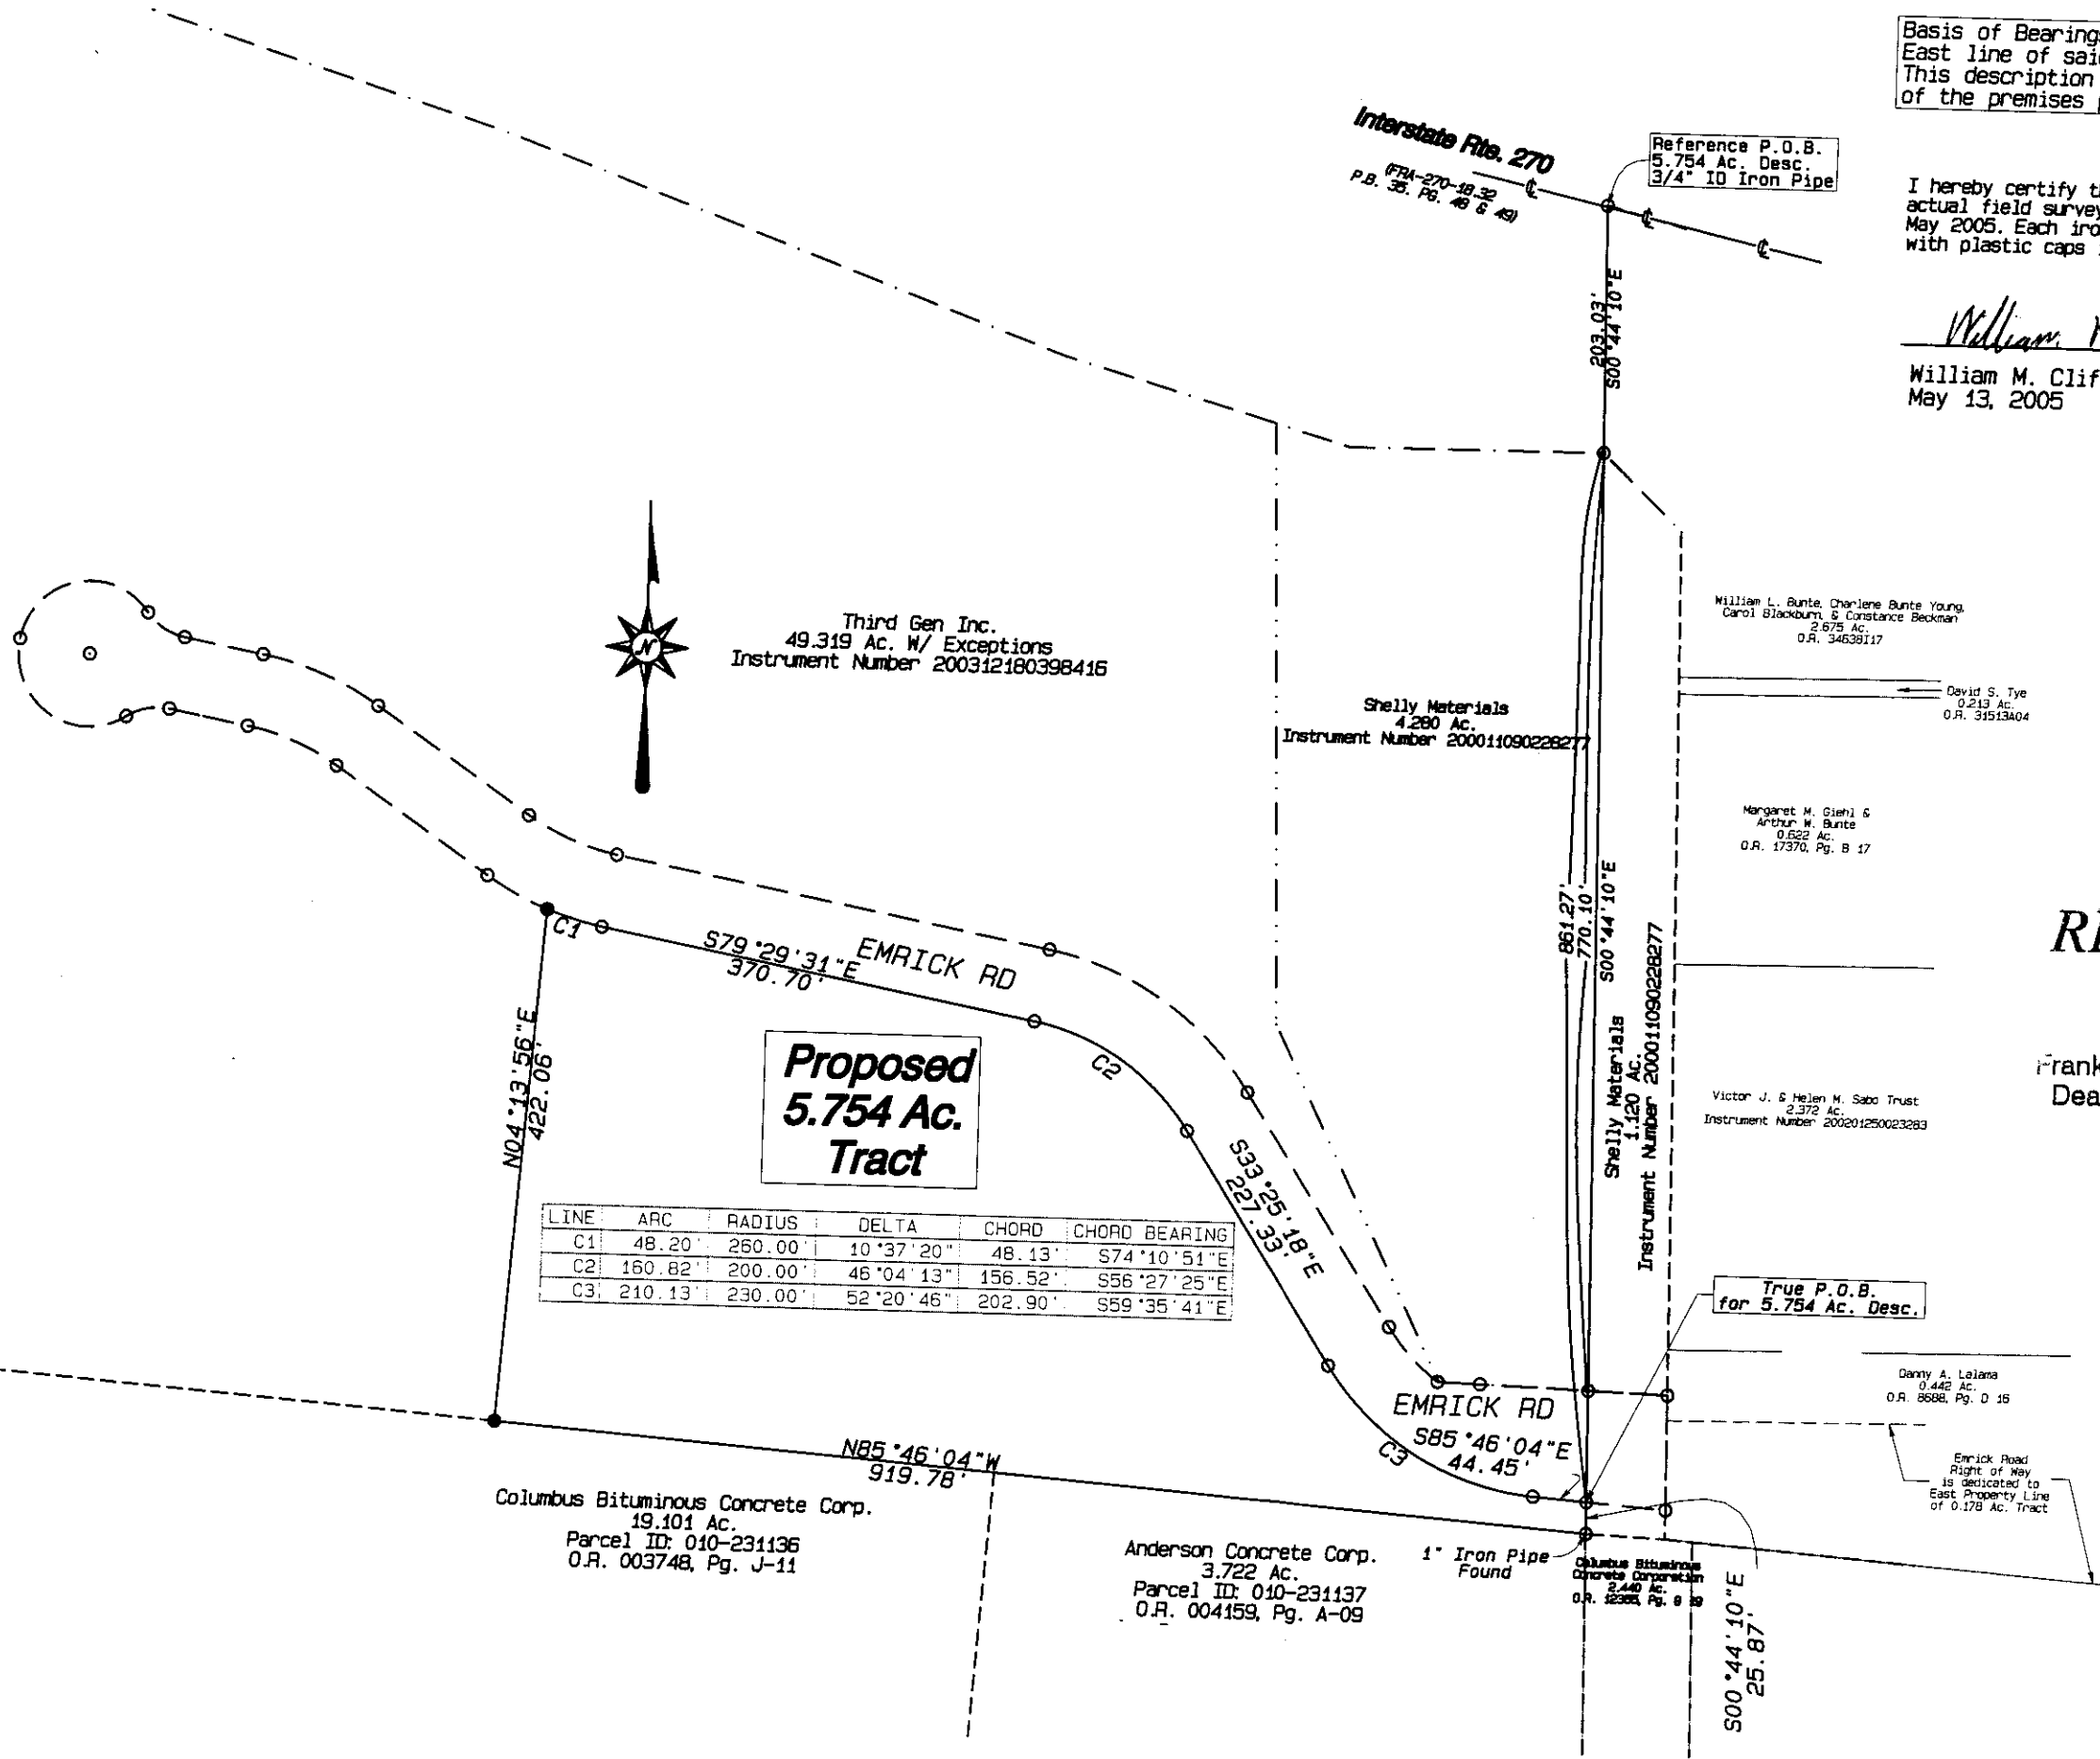 Basis of Bearing
East line of sai
This description
of the premises
Interstate Rte. 270
(FRA-270-18.32
P.B. 35, PG. 48 & 49)
Reference P.O.B.
5.754 Ac. Desc.
3/4" ID Iron Pipe
I hereby certify t
actual field survey
May 2005. Each iro
with plastic caps
203.03'
S00°44'10"E
William.
William M. Clif
May 13, 2005
N
Third Gen Inc.
49.319 Ac. W/ Exceptions
Instrument Number 200312180398416
Shelly Materials
4.280 Ac.
Instrument Number 200011090228277
William L. Bunte, Charlene Bunte Young,
Carol Blackburn, & Constance Beckman
2.675 Ac.
O.R. 34638I17
David S. Tye
0.213 Ac.
O.R. 31513A04
Margaret M. Giehl &
Arthur W. Bunte
0.622 Ac.
O.R. 17370, Pg. B 17
861.27'
770.10'
S00°44'10"E
Shelly Materials
1.120 Ac.
Instrument Number 200011090228277
C1
S79°29'31"E
370.70'
EMRICK RD
C2
N04°13'56"E
422.06'
Proposed
5.754 Ac.
Tract
S33°25'18"E
227.33'
Frank
Dea
Victor J. & Helen M. Sabo Trust
2.372 Ac.
Instrument Number 200201250023283
LINE ARC RADIUS DELTA CHORD CHORD BEARING
C1 48.20' 260.00' 10°37'20" 48.13' S74°10'51"E
C2 160.82' 200.00' 46°04'13" 156.52' S56°27'25"E
C3 210.13' 230.00' 52°20'46" 202.90' S59°35'41"E
True P.O.B.
for 5.754 Ac. Desc.
Danny A. Lalama
0.442 Ac.
O.R. 8688, Pg. D 16
EMRICK RD
S85°46'04"E
44.45'
C3
N85°46'04"W
919.78'
Emrick Road
Right of Way
is dedicated to
East Property Line
of 0.178 Ac. Tract
Columbus Bituminous Concrete Corp.
19.101 Ac.
Parcel ID: 010-231136
O.R. 003748, Pg. J-11
Anderson Concrete Corp.
3.722 Ac.
Parcel ID: 010-231137
O.R. 004159, Pg. A-09
1" Iron Pipe
Found
Columbus Bituminous
Concrete Corporation
2.440 Ac.
S00°44'10"E
25.87'